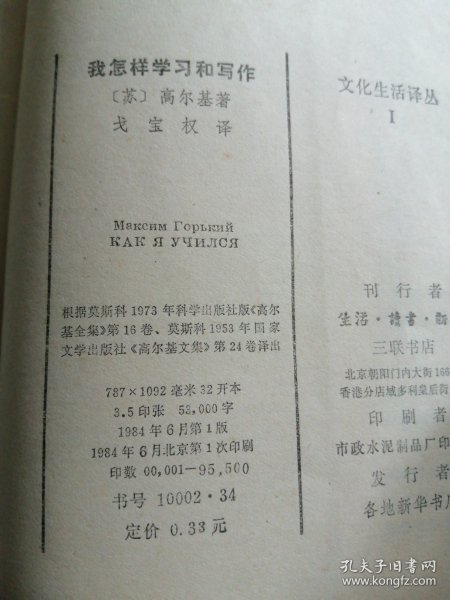 我怎样学习和写作
〔苏〕高尔基著
戈宝权译
Максим Горький
КАК Я УЧИЛСЯ
根据莫斯科1973年科学出版社版《高尔
基全集》第16卷、莫斯科1953年国家
文学出版社《高尔基文集》第24卷译出
787×1092毫米32开本
3.5印张 53,000字
1984年6月第1版
1984年6月北京第1次印刷
印数00,001—95,500
书号 10002·34
定价 0.33元
文化生活译丛
I
刊行者
生活·讀書·新
三联书店
北京朝阳门内大街166
香港分店域多利皇后街
印刷者
市政水泥制品厂印
发行者
各地新华书店
孔夫子旧书网
www.kongfz.com